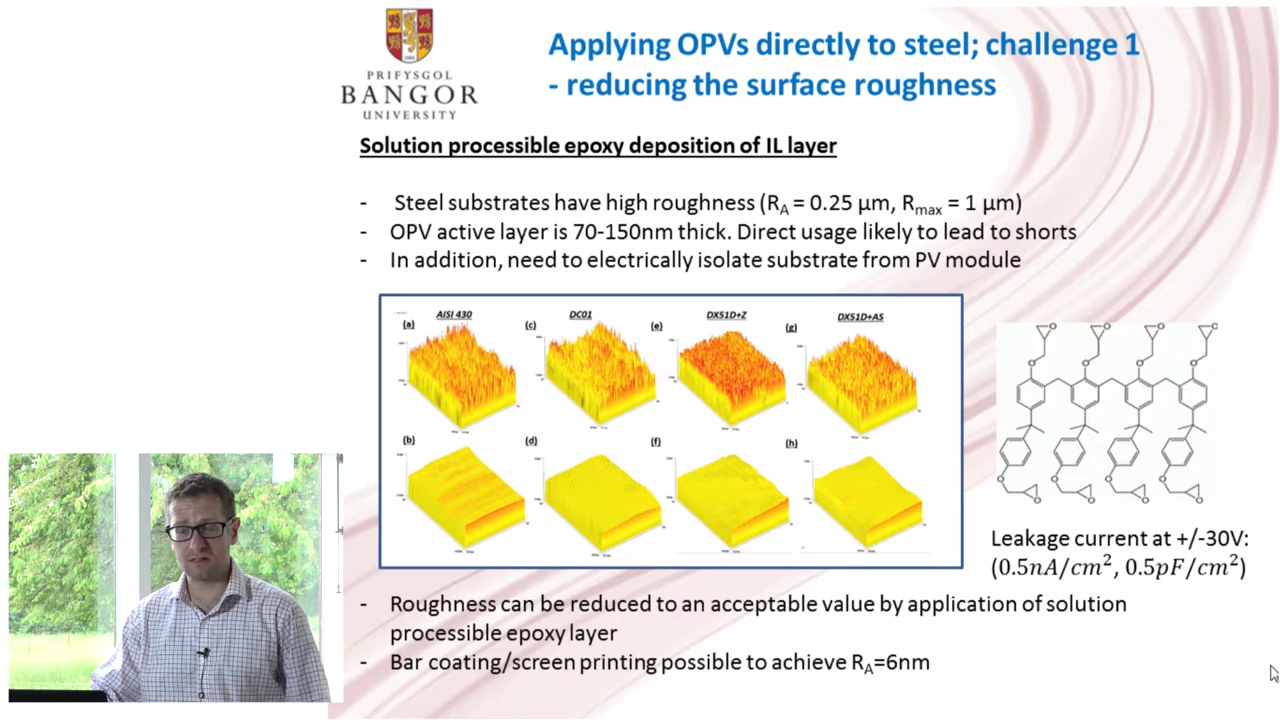 PRIFYSGOL
BANGOR
UNIVERSITY
Applying OPVs directly to steel; challenge 1
- reducing the surface roughness
Solution processible epoxy deposition of IL layer
- Steel substrates have high roughness (RA = 0.25 µm, Rmax = 1 µm)
- OPV active layer is 70-150nm thick. Direct usage likely to lead to shorts
- In addition, need to electrically isolate substrate from PV module
AISI 430 DC01 DX51D+Z DX51D+AS
(a) (c) (e) (g)
(b) (d) (f) (h)
Leakage current at +/-30V:
(0.5nA/cm², 0.5pF/cm²)
- Roughness can be reduced to an acceptable value by application of solution
processible epoxy layer
- Bar coating/screen printing possible to achieve RA=6nm